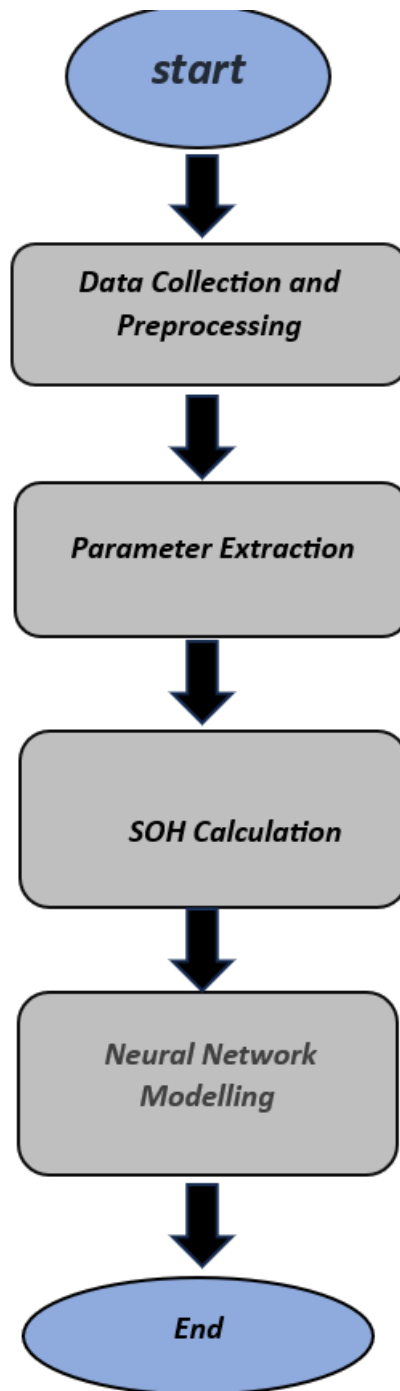 start
Data Collection and
Preprocessing
Parameter Extraction
SOH Calculation
Neural Network
Modelling
End